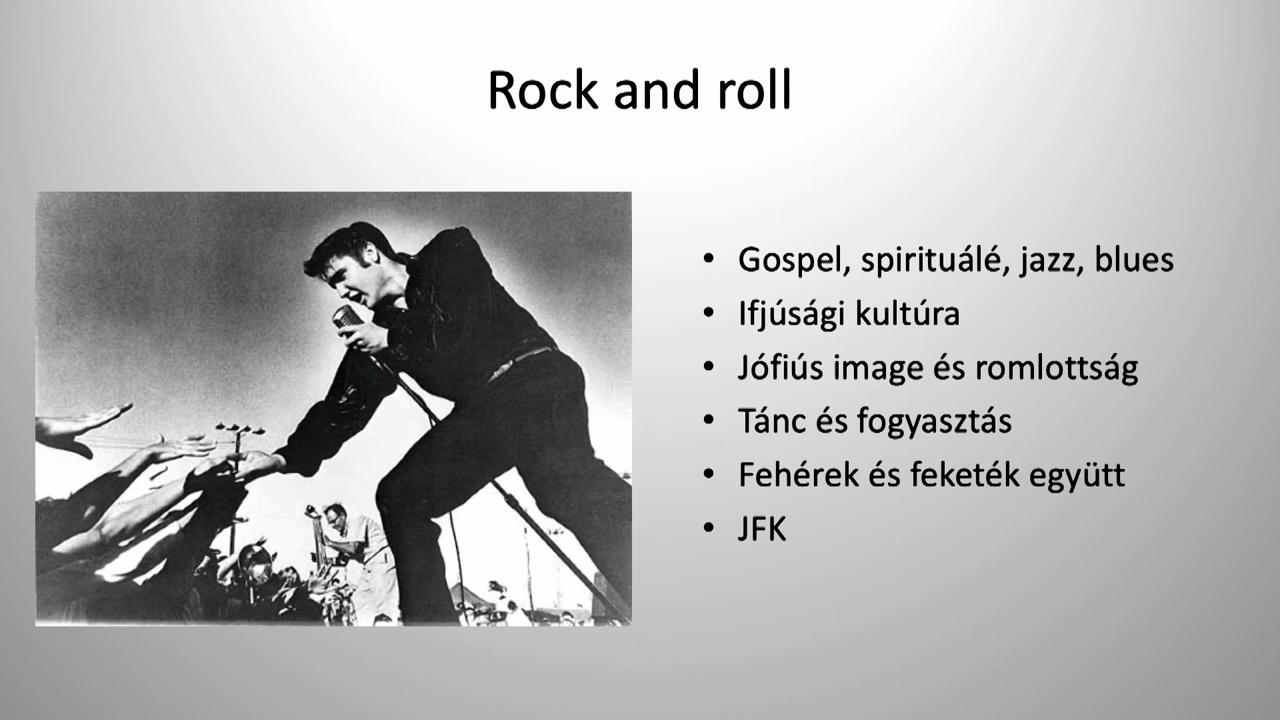 Rock and roll
• Gospel, spirituálé, jazz, blues
• Ifjúsági kultúra
• Jófiús image és romlottság
• Tánc és fogyasztás
• Fehérek és feketék együtt
• JFK